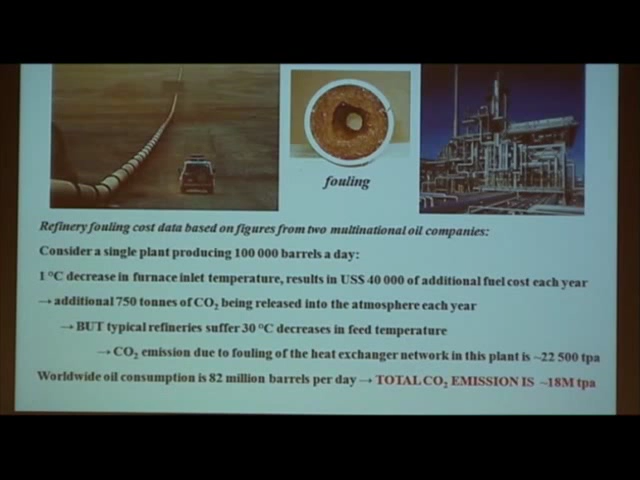 fouling
Refinery fouling cost data based on figures from two multinational oil companies:
Consider a single plant producing 100 000 barrels a day:
1 °C decrease in furnace inlet temperature, results in US$ 40 000 of additional fuel cost each year
→ additional 750 tonnes of CO₂ being released into the atmosphere each year
→ BUT typical refineries suffer 30 °C decreases in feed temperature
→ CO₂ emission due to fouling of the heat exchanger network in this plant is ~22 500 tpa
Worldwide oil consumption is 82 million barrels per day → TOTAL CO₂ EMISSION IS ~18M tpa